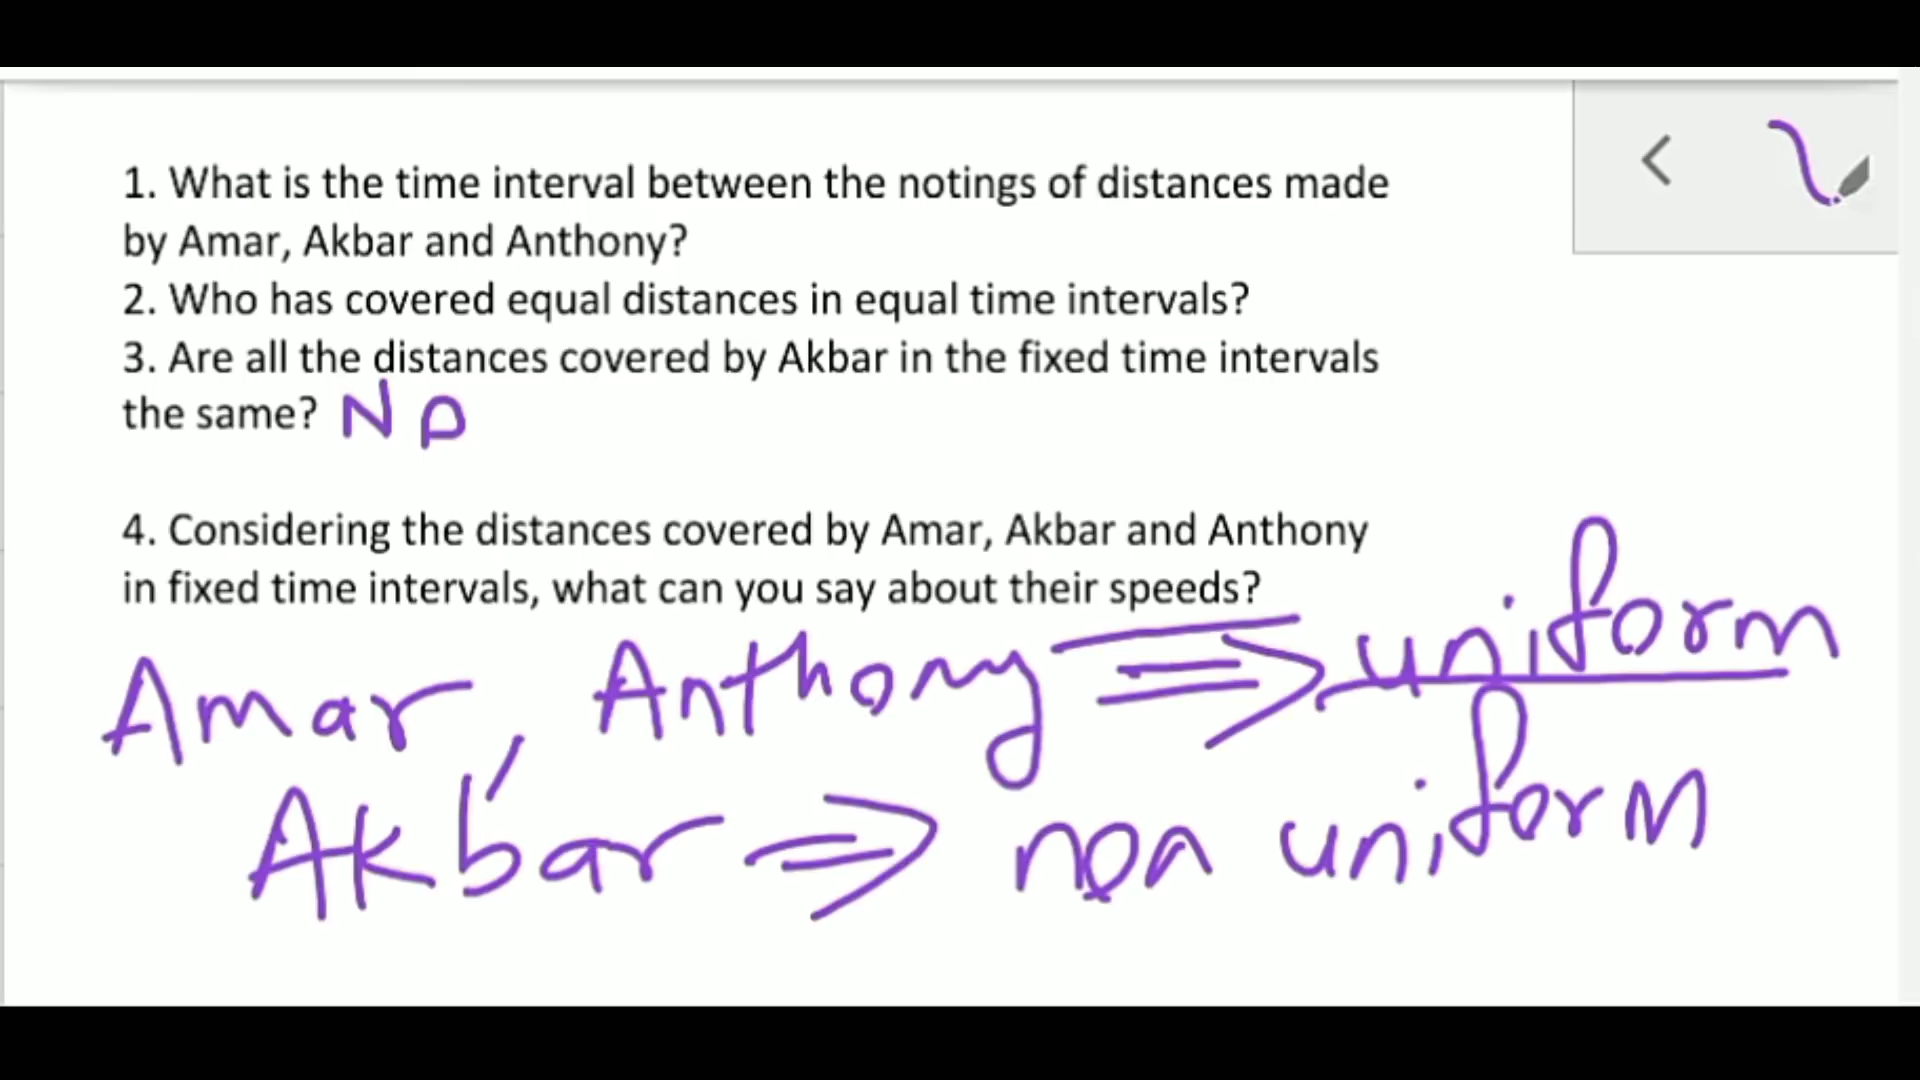 1. What is the time interval between the notings of distances made
by Amar, Akbar and Anthony?
2. Who has covered equal distances in equal time intervals?
3. Are all the distances covered by Akbar in the fixed time intervals
the same? NO
4. Considering the distances covered by Amar, Akbar and Anthony
in fixed time intervals, what can you say about their speeds?
Amar, Anthony ⇒ uniform
Akbar ⇒ non uniform